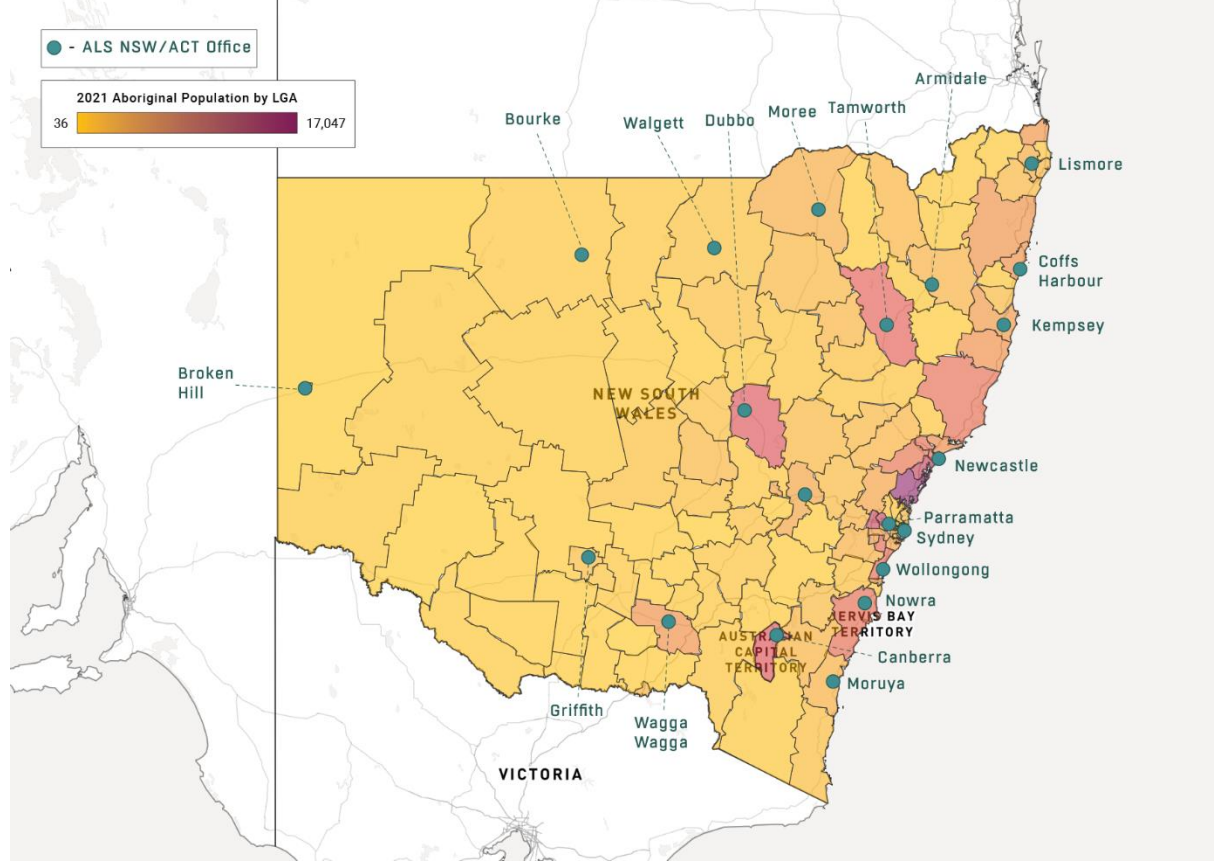 - ALS NSW/ACT Office
2021 Aboriginal Population by LGA
36
17,047
Armidale
Tamworth
Moree
Dubbo
Walgett
Bourke
Lismore
Coffs
Harbour
Kempsey
Broken
Hill
NEW SOUTH
WALES
Newcastle
Parramatta
Sydney
Wollongong
Nowra
JERVIS BAY
TERRITORY
AUSTRALIAN
CAPITAL
TERRITORY
Canberra
Moruya
Griffith
Wagga
Wagga
VICTORIA